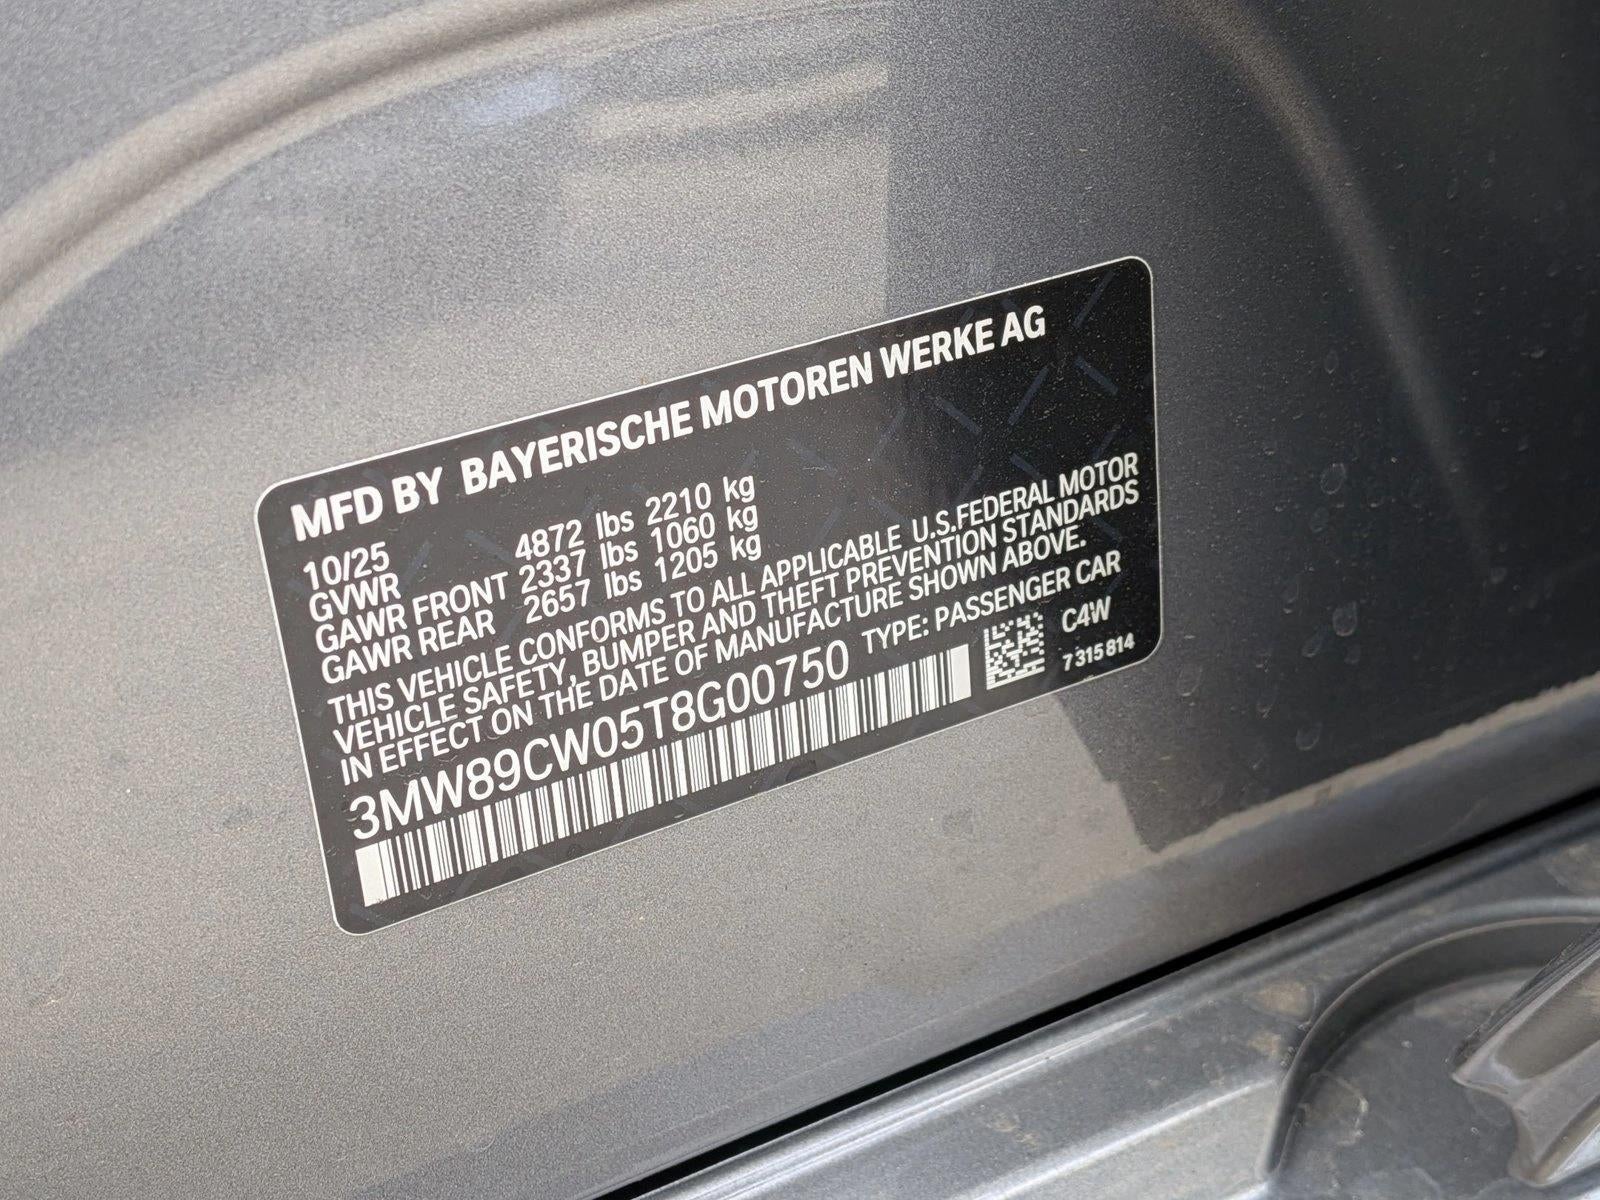 MFD BY BAYERISCHE MOTOREN WERKE AG
10/25
GVWR 4872 lbs 2210 kg
GAWR FRONT 2337 lbs 1060 kg
GAWR REAR 2657 lbs 1205 kg
THIS VEHICLE CONFORMS TO ALL APPLICABLE U.S.FEDERAL MOTOR
VEHICLE SAFETY, BUMPER AND THEFT PREVENTION STANDARDS
IN EFFECT ON THE DATE OF MANUFACTURE SHOWN ABOVE.
3MW89CW05T8G00750 TYPE: PASSENGER CAR
C4W
7 315 814